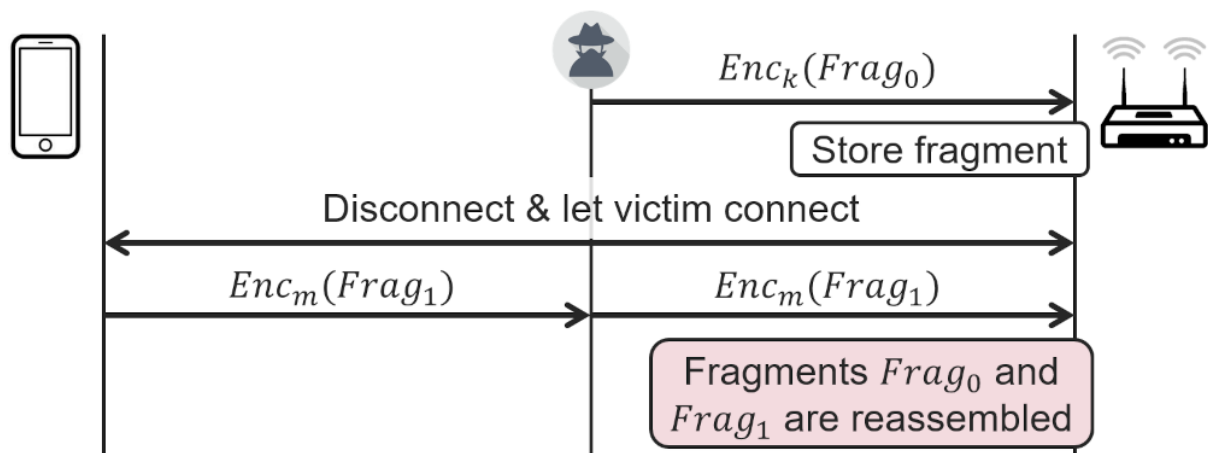 Enc_k(Frag_0)
Store fragment
Disconnect & let victim connect
Enc_m(Frag_1) Enc_m(Frag_1)
Fragments Frag_0 and
Frag_1 are reassembled